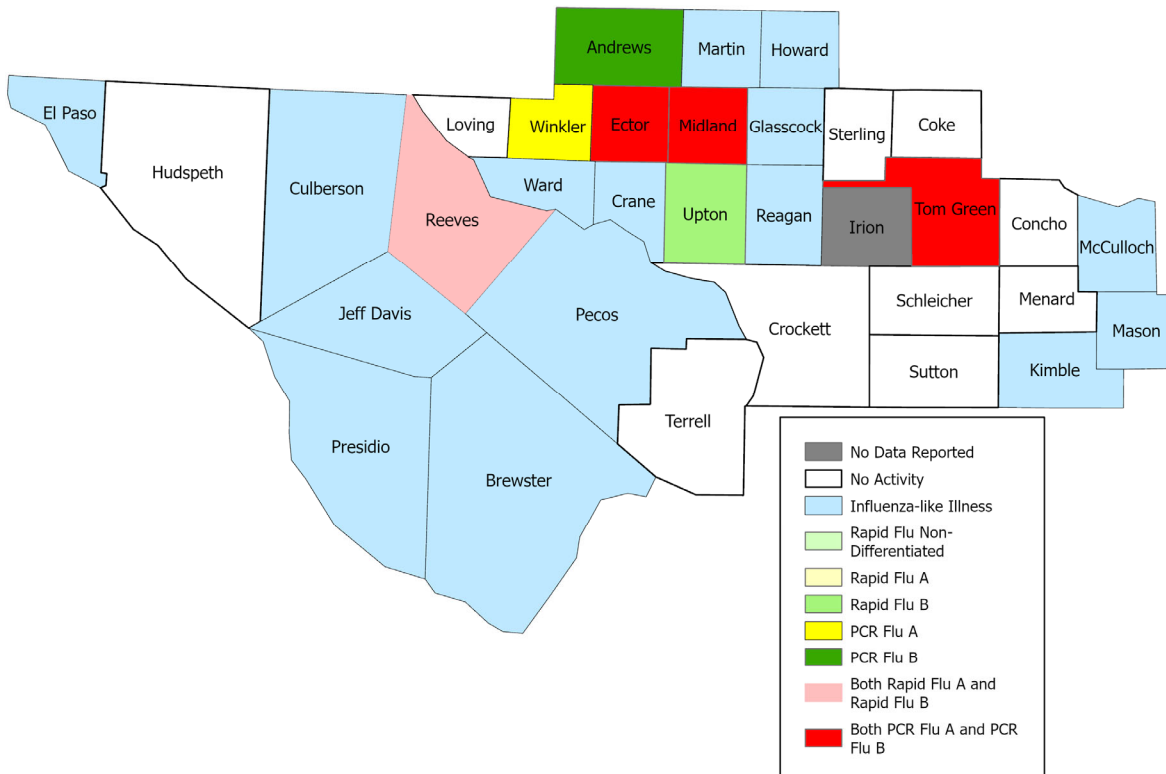 Andrews
Martin
Howard
El Paso
Loving
Winkler
Ector
Midland
Glasscock
Sterling
Coke
Hudspeth
Culberson
Ward
Crane
Reeves
Upton
Reagan
Irion
Tom Green
Concho
McCulloch
Jeff Davis
Pecos
Crockett
Schleicher
Menard
Mason
Sutton
Kimble
Terrell
Presidio
Brewster
No Data Reported
No Activity
Influenza-like Illness
Rapid Flu Non-
Differentiated
Rapid Flu A
Rapid Flu B
PCR Flu A
PCR Flu B
Both Rapid Flu A and
Rapid Flu B
Both PCR Flu A and PCR
Flu B